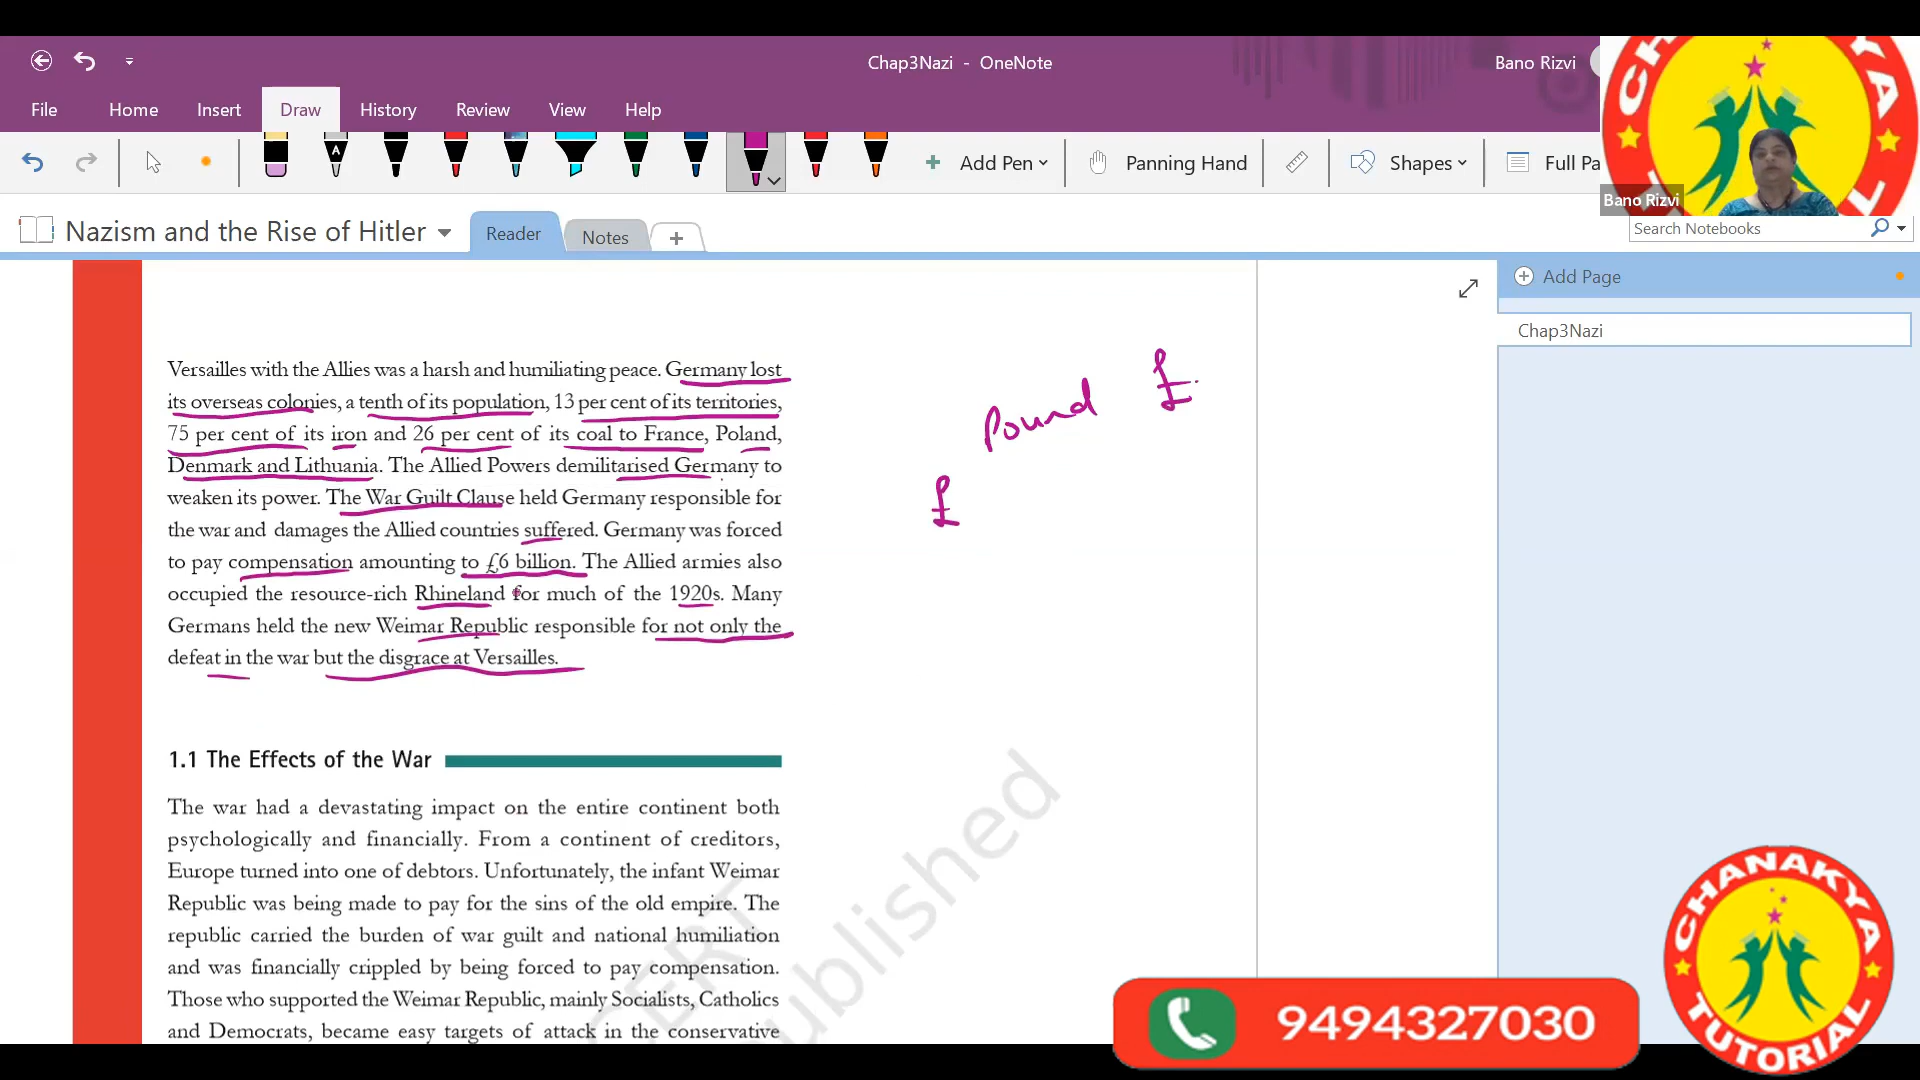 Chap3Nazi - OneNote
Bano Rizvi
File Home Insert Draw History Review View Help
A
+ Add Pen
Panning Hand
Shapes
Full Pa
Bano Rizvi
CHANAKYA
Nazism and the Rise of Hitler
Reader
Notes
+
Search Notebooks
Add Page
Chap3Nazi
Versailles with the Allies was a harsh and humiliating peace. Germany lost
its overseas colonies, a tenth of its population, 13 per cent of its territories,
75 per cent of its iron and 26 per cent of its coal to France, Poland,
Denmark and Lithuania. The Allied Powers demilitarised Germany to
weaken its power. The War Guilt Clause held Germany responsible for
the war and damages the Allied countries suffered. Germany was forced
to pay compensation amounting to £6 billion. The Allied armies also
occupied the resource-rich Rhineland for much of the 1920s. Many
Germans held the new Weimar Republic responsible for not only the
defeat in the war but the disgrace at Versailles.
Pound £
£
1.1 The Effects of the War
The war had a devastating impact on the entire continent both
psychologically and financially. From a continent of creditors,
Europe turned into one of debtors. Unfortunately, the infant Weimar
Republic was being made to pay for the sins of the old empire. The
republic carried the burden of war guilt and national humiliation
and was financially crippled by being forced to pay compensation.
Those who supported the Weimar Republic, mainly Socialists, Catholics
and Democrats, became easy targets of attack in the conservative
9494327030
CHANAKYA
TUTORIAL